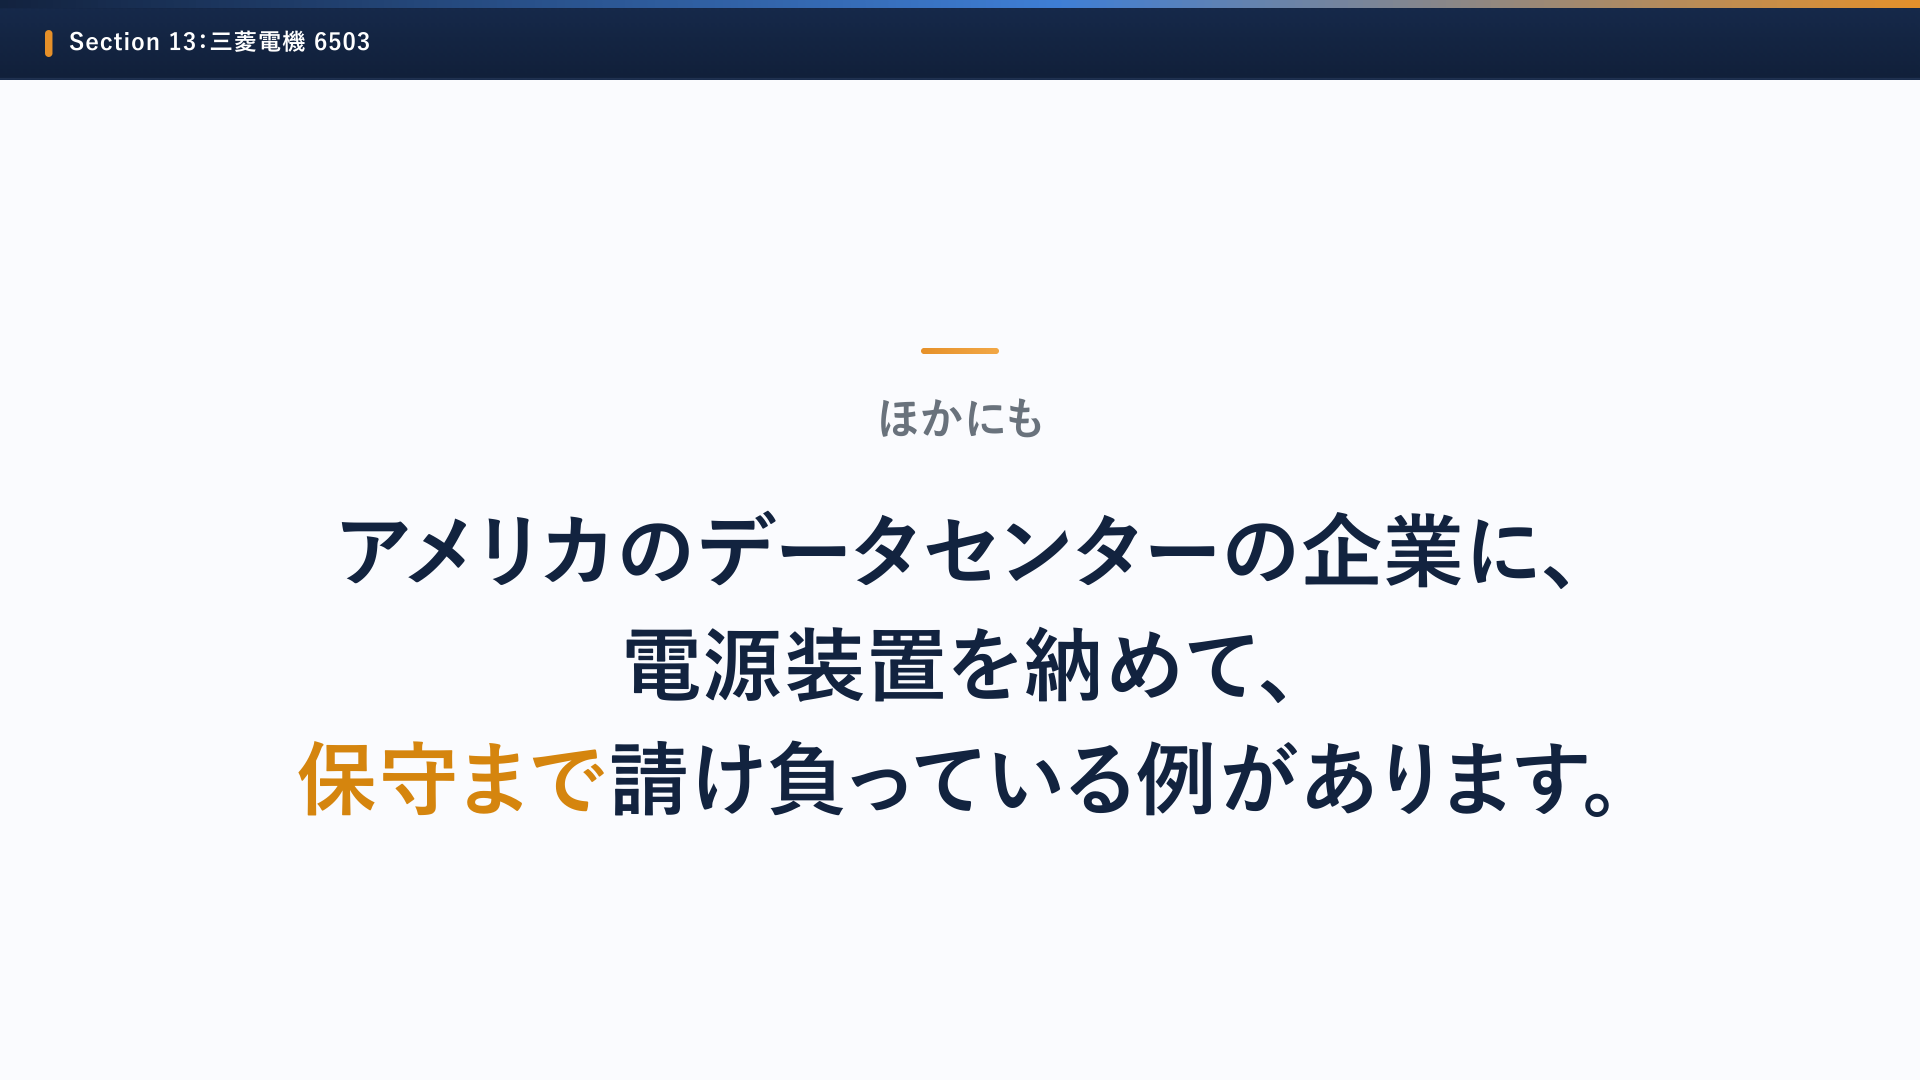 Section 13：三菱電機 6503
ほかにも
アメリカのデータセンターの企業に、
電源装置を納めて、
保守まで請け負っている例があります。